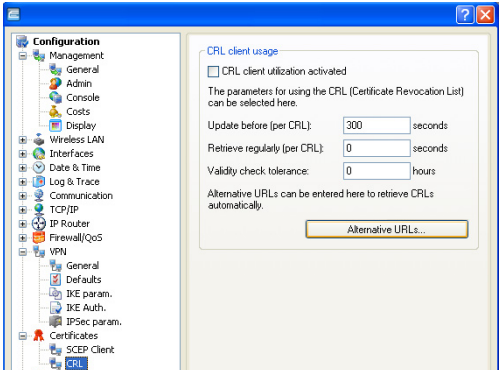 Configuration
Management
General
Admin
Console
Costs
Display
Wireless LAN
Interfaces
Date & Time
Log & Trace
Communication
TCP/IP
IP Router
Firewall/QoS
VPN
General
Defaults
IKE param.
IKE Auth.
IPSec param.
Certificates
SCEP Client
CRL
CRL client usage
CRL client utilization activated
The parameters for using the CRL (Certificate Revocation List)
can be selected here.
Update before (per CRL): 300 seconds
Retrieve regularly (per CRL): 0 seconds
Validity check tolerance: 0 hours
Alternative URLs can be entered here to retrieve CRLs
automatically.
Alternative URLs...